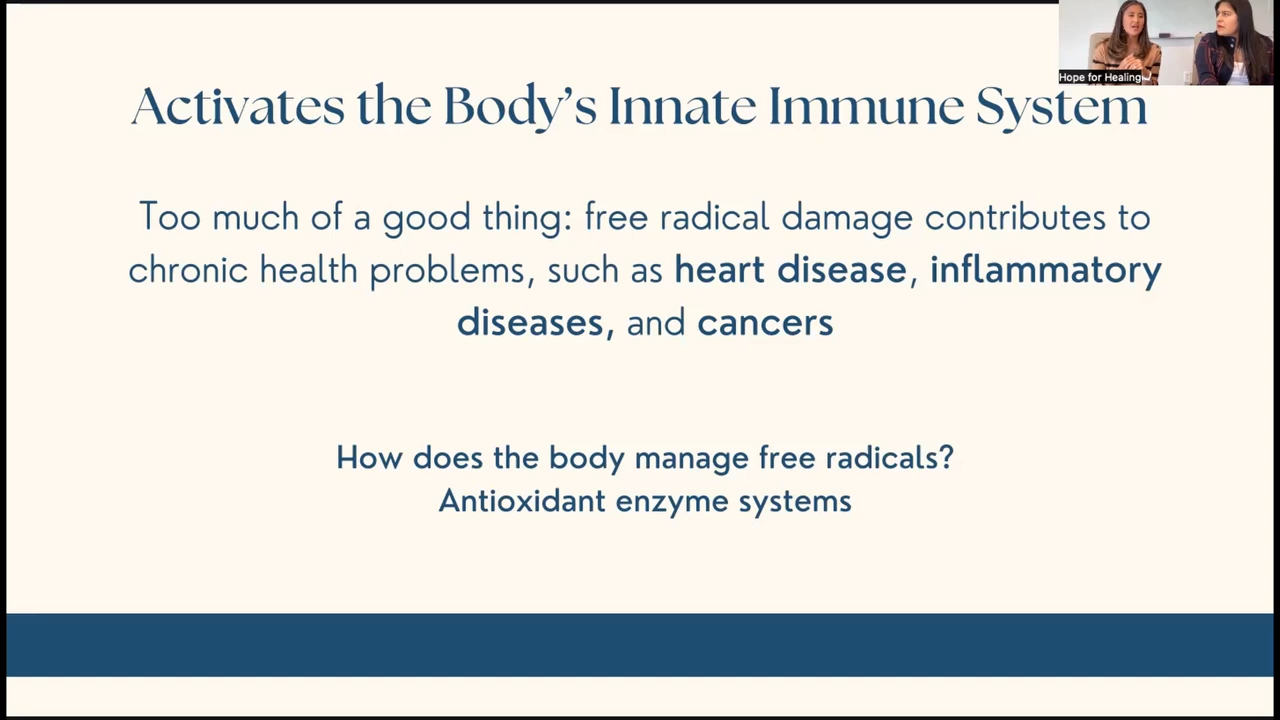 Hope for Healing
Activates the Body’s Innate Immune System
Too much of a good thing: free radical damage contributes to
chronic health problems, such as heart disease, inflammatory
diseases, and cancers
How does the body manage free radicals?
Antioxidant enzyme systems